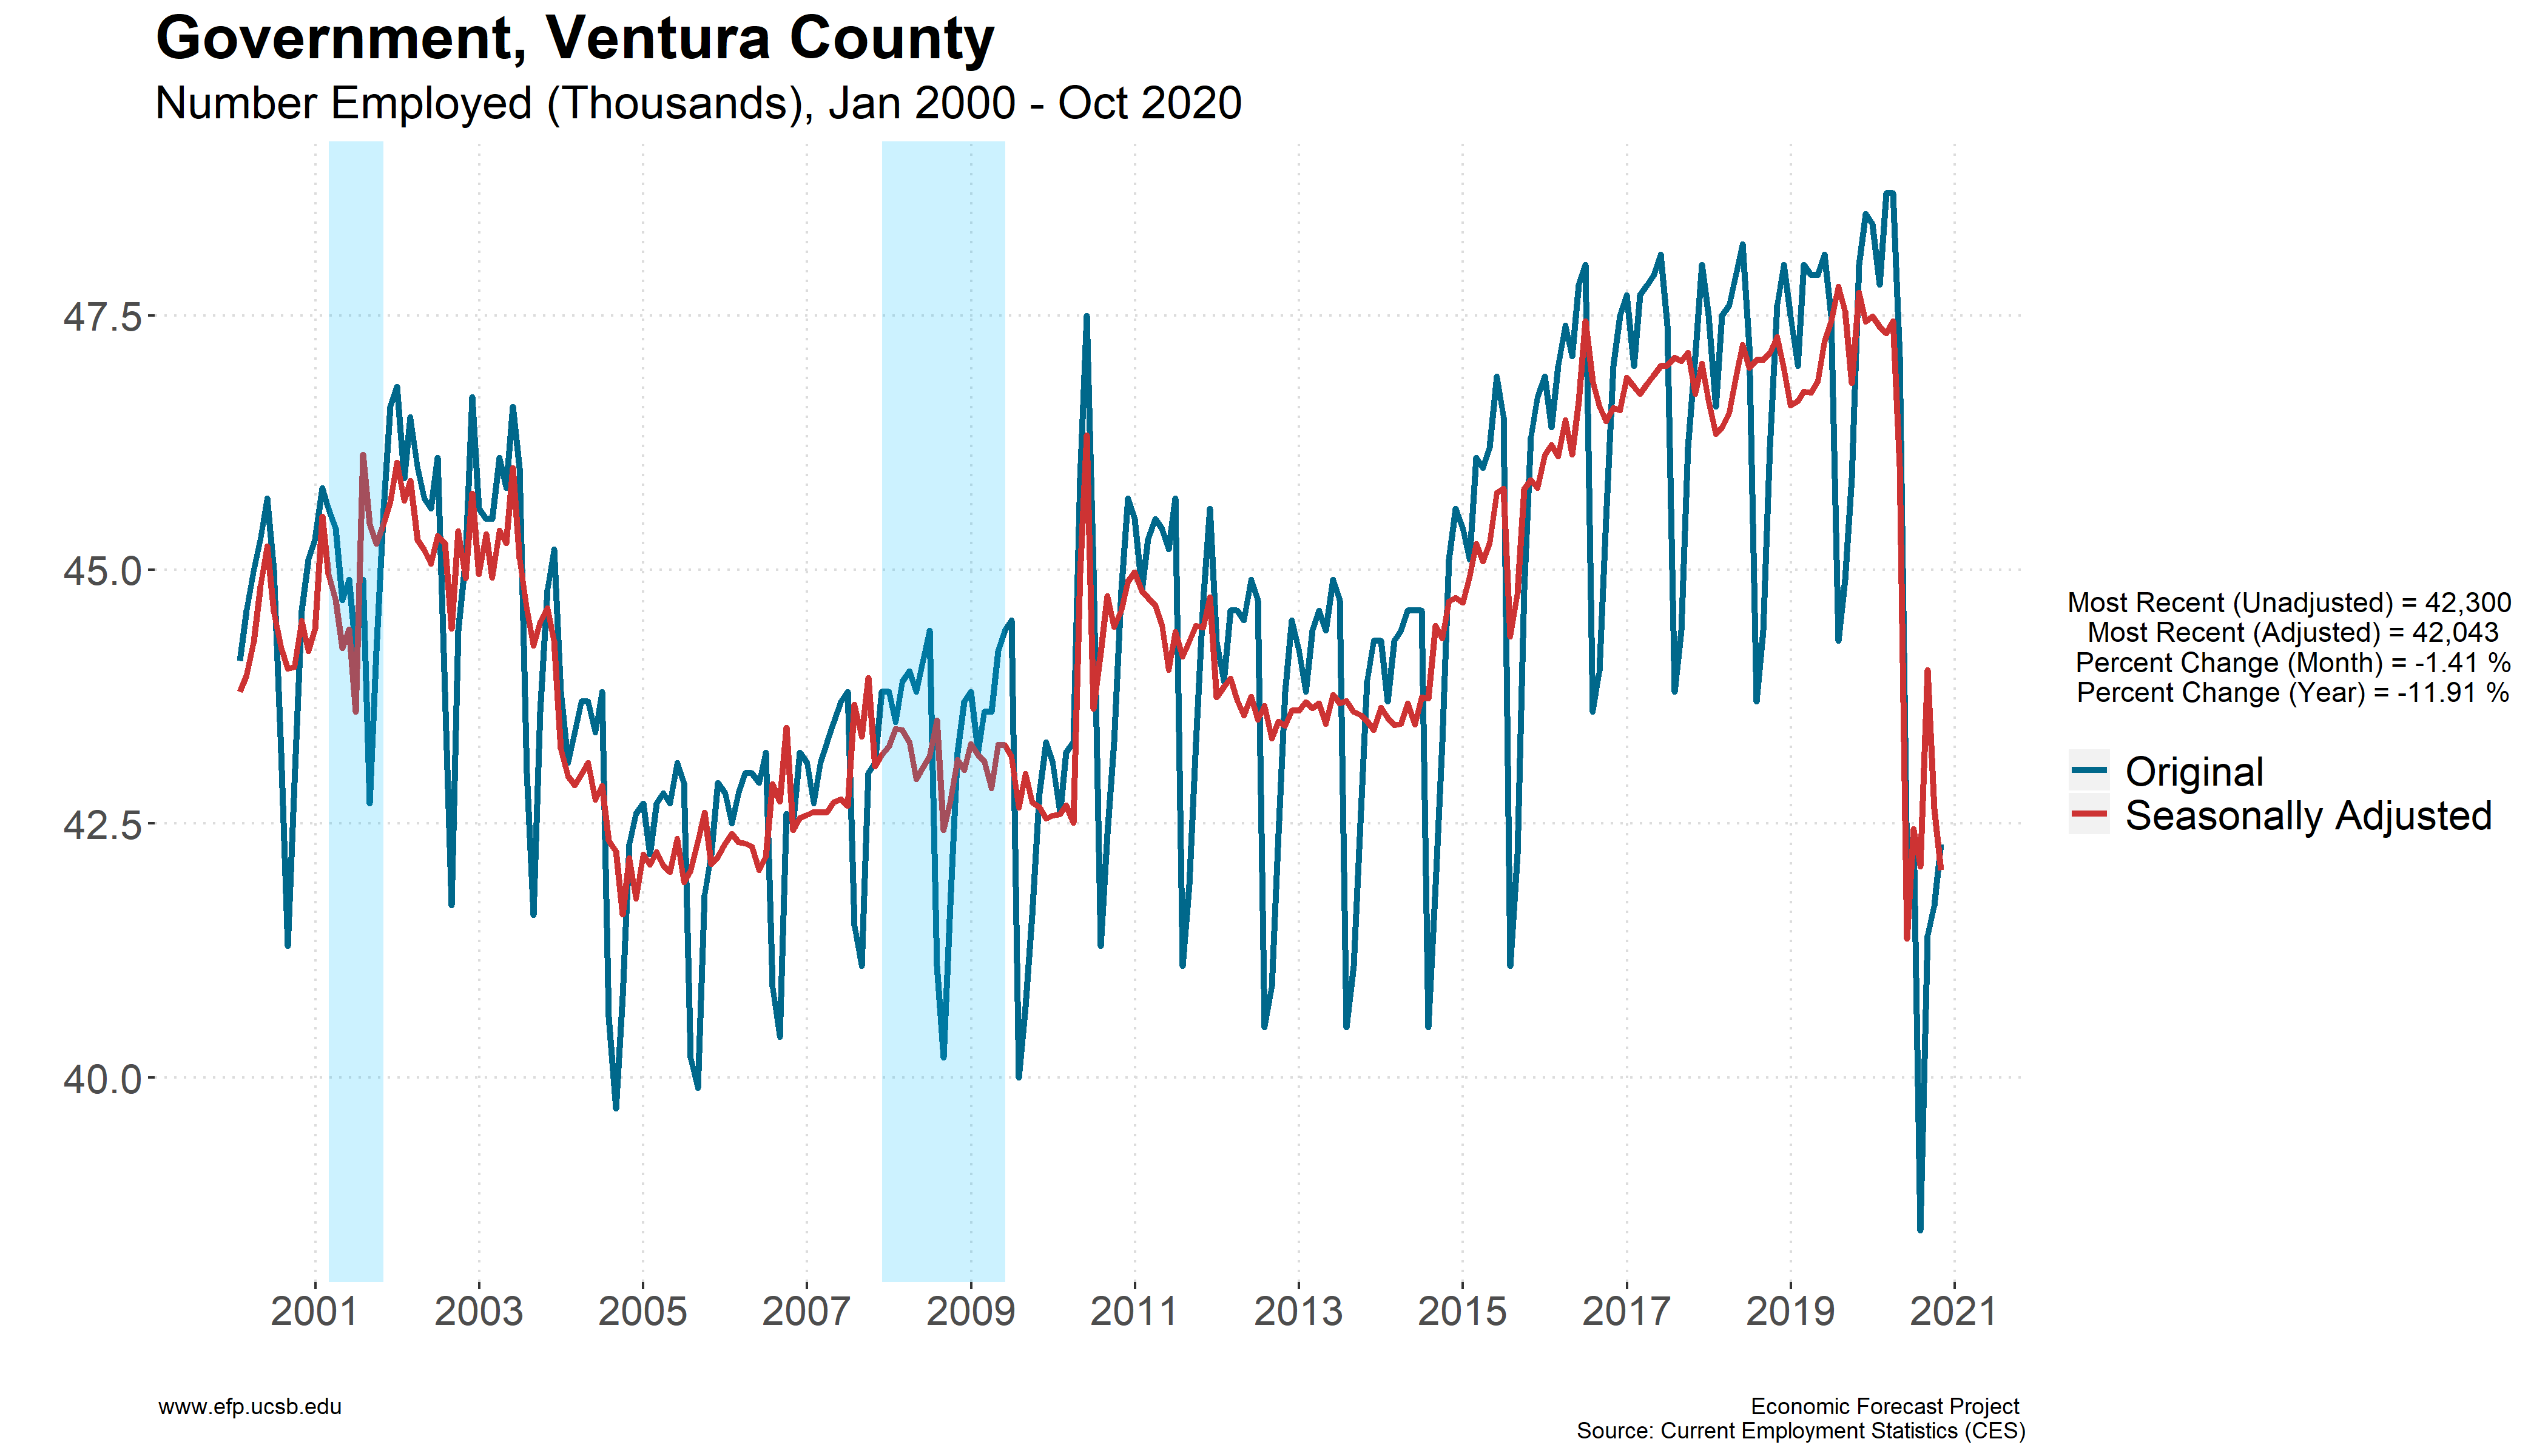 Government, Ventura County
Number Employed (Thousands), Jan 2000 - Oct 2020
47.5
45.0
42.5
40.0
2001 2003 2005 2007 2009 2011 2013 2015 2017 2019 2021
Most Recent (Unadjusted) = 42,300
Most Recent (Adjusted) = 42,043
Percent Change (Month) = -1.41 %
Percent Change (Year) = -11.91 %
Original
Seasonally Adjusted
www.efp.ucsb.edu
Economic Forecast Project
Source: Current Employment Statistics (CES)